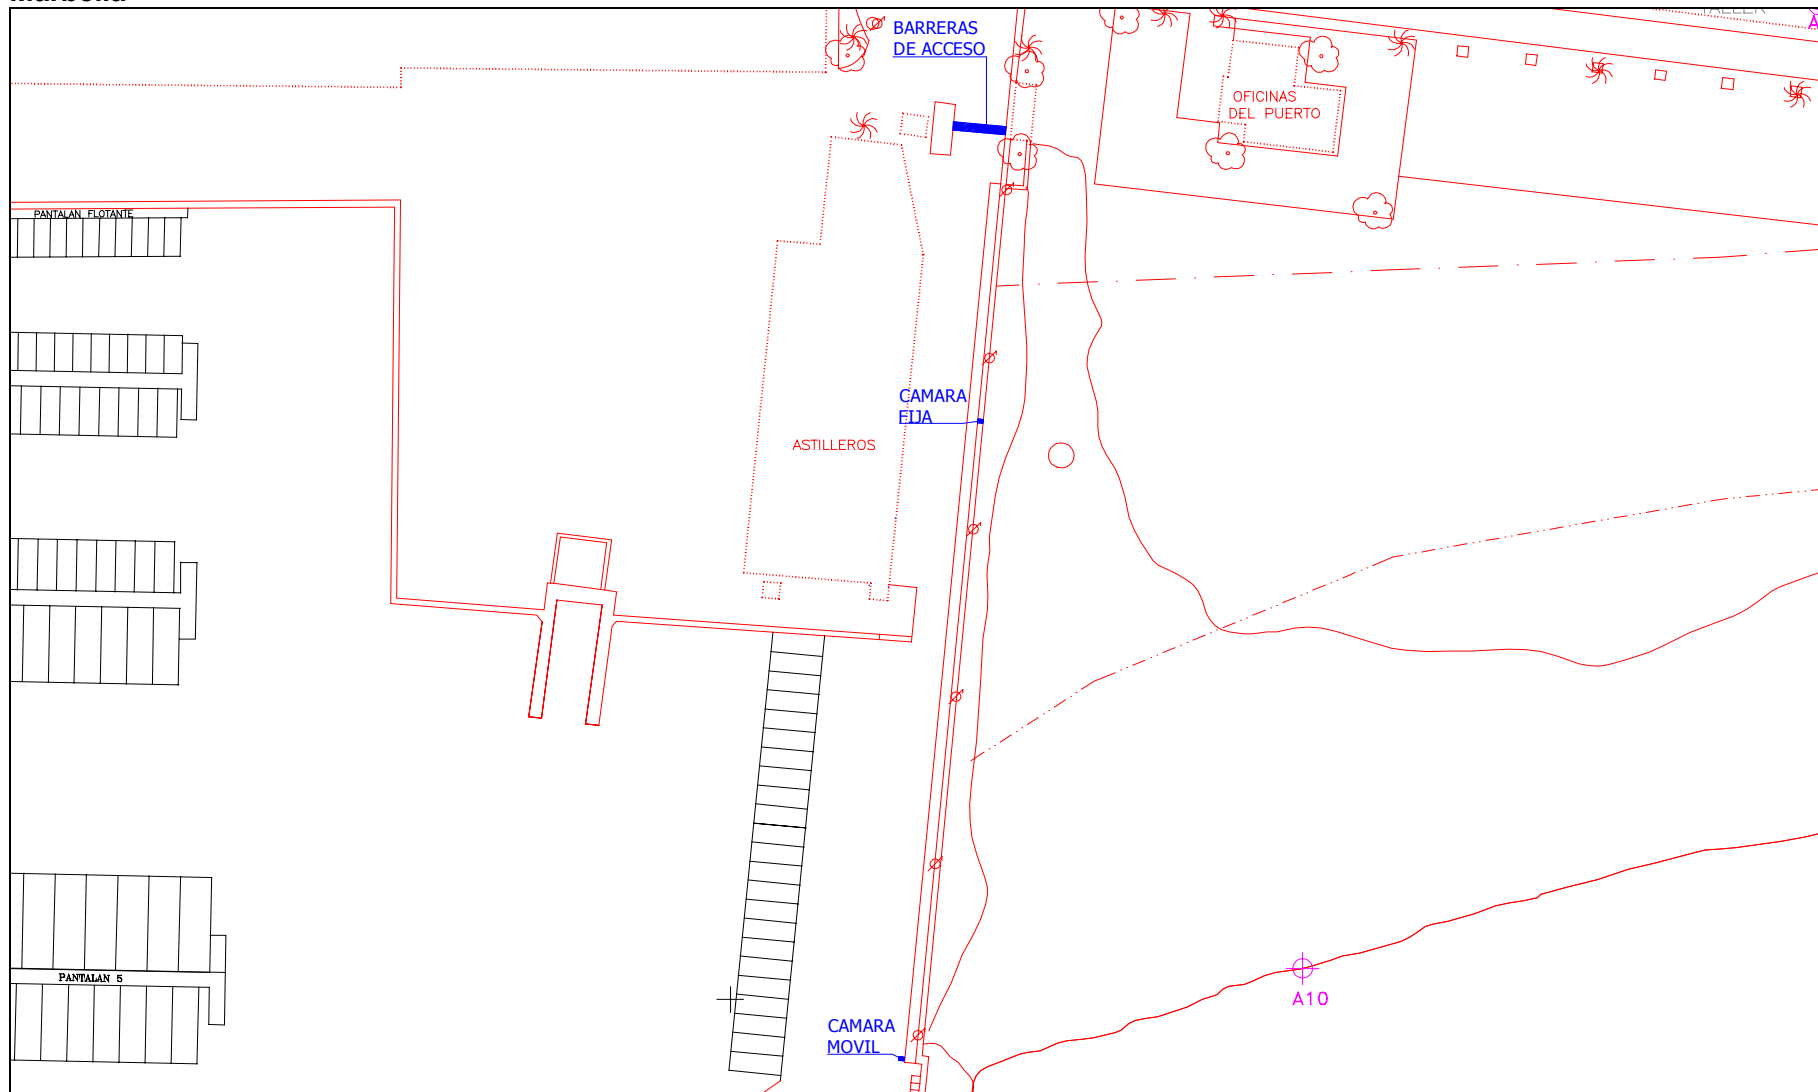 BARRERAS
DE ACCESO
OFICINAS
DEL PUERTO
PANTALAN FLOTANTE
CAMARA
FIJA
ASTILLEROS
PANTALAN 5
A10
CAMARA
MOVIL